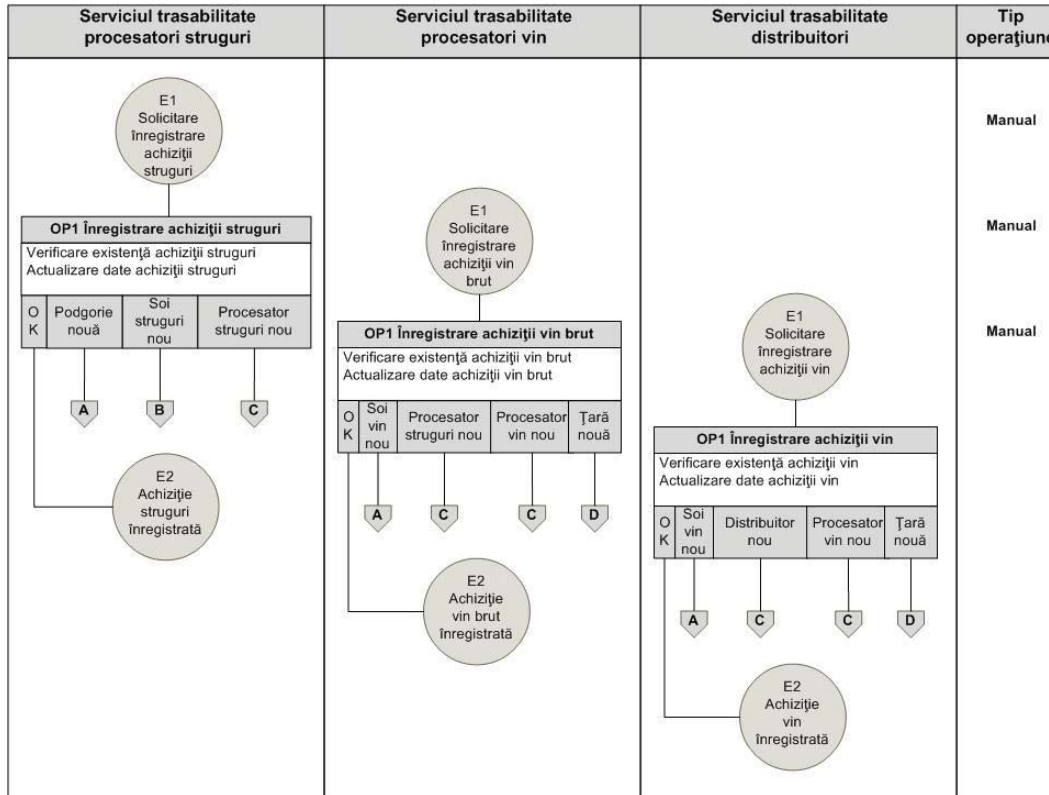 Serviciul trasabilitate
procesatori struguri
Serviciul trasabilitate
procesatori vin
Serviciul trasabilitate
distribuitori
Tip
operaţiune
E1
Solicitare
înregistrare
achiziţii
struguri
OP1 Înregistrare achiziţii struguri
Verificare existenţă achiziţii struguri
Actualizare date achiziţii struguri
O
K
Podgorie
nouă
Soi
struguri
nou
Procesator
struguri nou
A
B
C
E2
Achiziţie
struguri
înregistrată
E1
Solicitare
înregistrare
achiziţii vin
brut
OP1 Înregistrare achiziţii vin brut
Verificare existenţă achiziţii vin brut
Actualizare date achiziţii vin brut
O
K
Soi
vin
nou
Procesator
struguri nou
Procesator
vin nou
Ţară
nouă
A
C
C
D
E2
Achiziţie
vin brut
înregistrată
E1
Solicitare
înregistrare
achiziţii vin
OP1 Înregistrare achiziţii vin
Verificare existenţă achiziţii vin
Actualizare date achiziţii vin
O
K
Soi
vin
nou
Distribuitor
nou
Procesator
vin nou
Ţară
nouă
A
C
C
D
E2
Achiziţie
vin
înregistrată
Manual
Manual
Manual